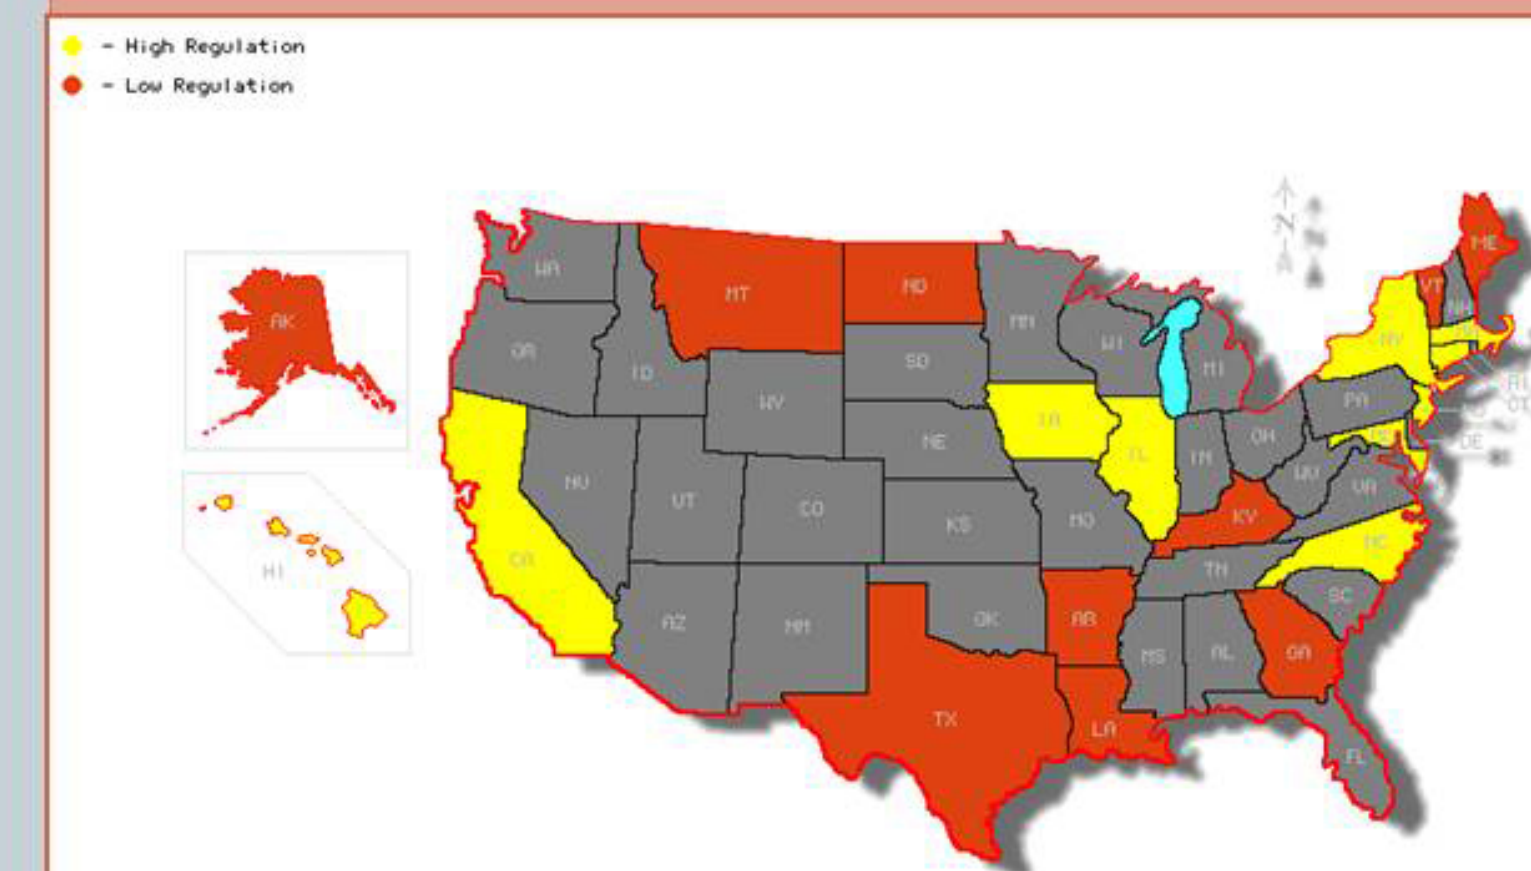 - High Regulation
- Low Regulation
N
N
ME
WA
MT
ND
VT
NH
AK
MN
OR
ID
SD
WI
MI
NY
WY
PA
RI
CT
NE
IA
OH
DE
NV
UT
CO
IL
IN
WV
VA
KS
MO
KY
CA
NC
HI
TN
AZ
NM
OK
AR
SC
MS
AL
GA
TX
LA
FL